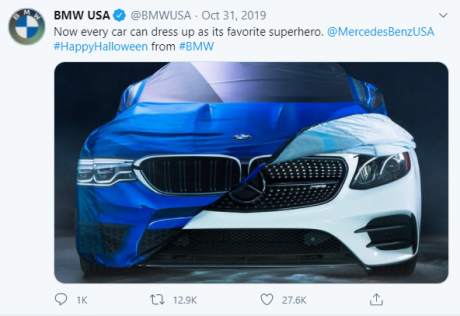 BMW USA @BMWUSA · Oct 31, 2019
Now every car can dress up as its favorite superhero. @MercedesBenzUSA
#HappyHalloween from #BMW
1K 12.9K 27.6K